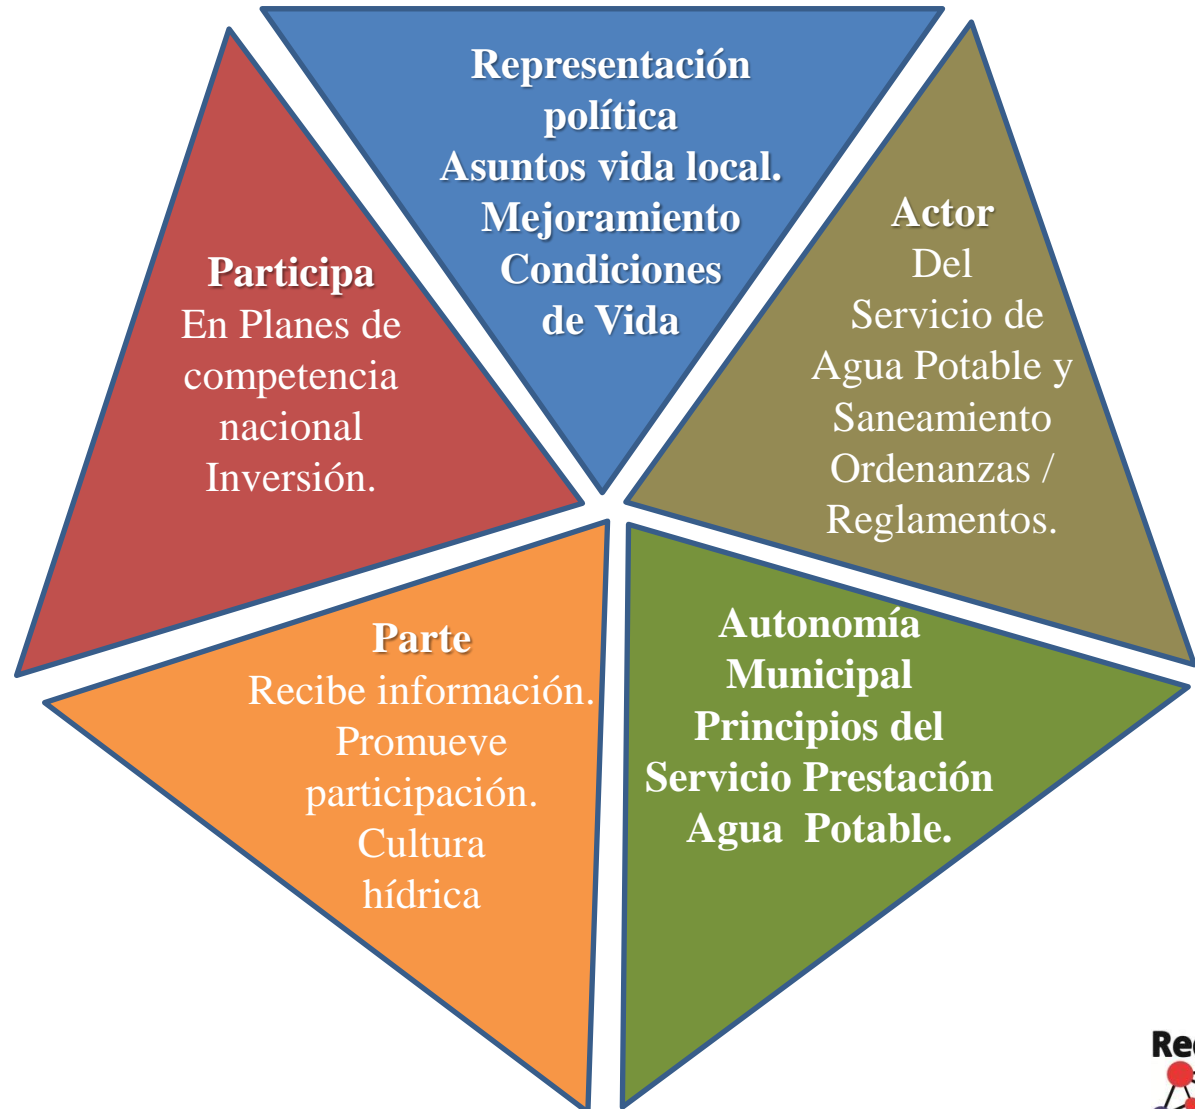 Representación
política
Asuntos vida local.
Mejoramiento
Condiciones
de Vida
Actor
Del
Servicio de
Agua Potable y
Saneamiento
Ordenanzas /
Reglamentos.
Autonomía
Municipal
Principios del
Servicio Prestación
Agua Potable.
Parte
Recibe información.
Promueve
participación.
Cultura
hídrica
Participa
En Planes de
competencia
nacional
Inversión.